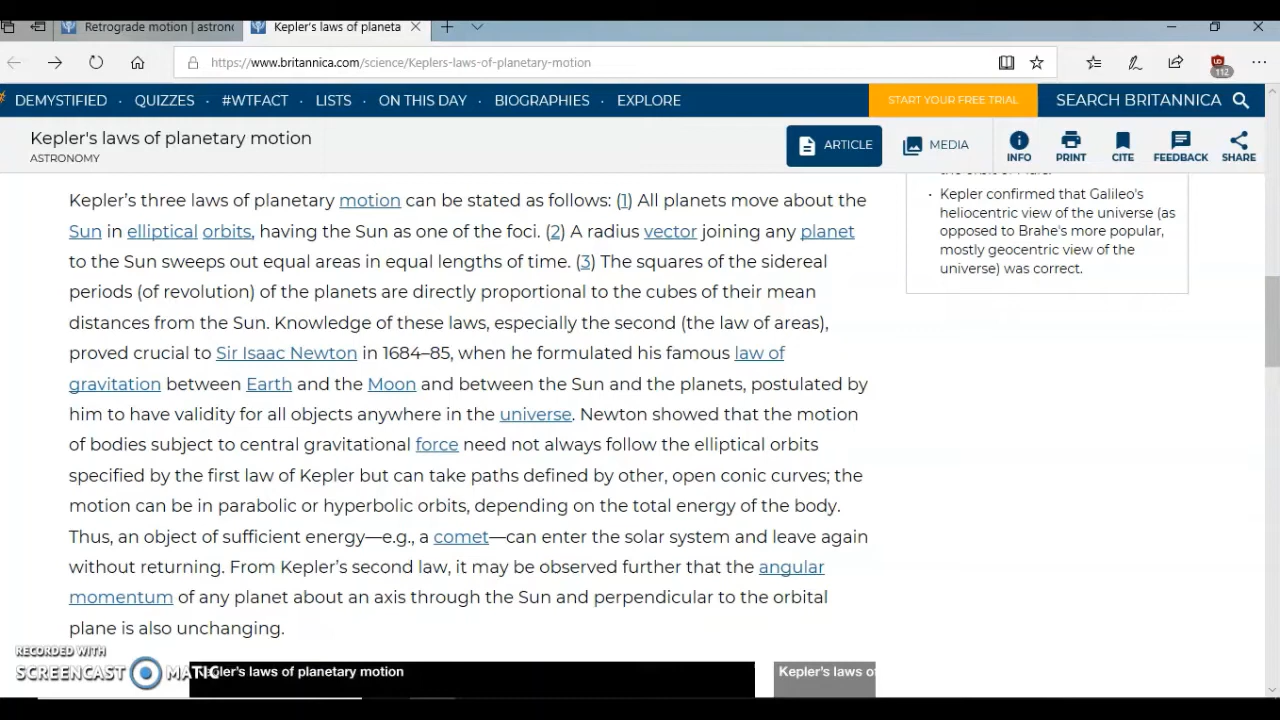 Retrograde motion | astron
Kepler's laws of planeta
https://www.britannica.com/science/Keplers-laws-of-planetary-motion
112
DEMYSTIFIED · QUIZZES · #WTFACT · LISTS · ON THIS DAY · BIOGRAPHIES · EXPLORE
START YOUR FREE TRIAL
SEARCH BRITANNICA
Kepler's laws of planetary motion
ASTRONOMY
ARTICLE
MEDIA
INFO
PRINT
CITE
FEEDBACK
SHARE
Kepler's three laws of planetary motion can be stated as follows: (1) All planets move about the
Sun in elliptical orbits, having the Sun as one of the foci. (2) A radius vector joining any planet
to the Sun sweeps out equal areas in equal lengths of time. (3) The squares of the sidereal
periods (of revolution) of the planets are directly proportional to the cubes of their mean
distances from the Sun. Knowledge of these laws, especially the second (the law of areas),
proved crucial to Sir Isaac Newton in 1684–85, when he formulated his famous law of
gravitation between Earth and the Moon and between the Sun and the planets, postulated by
him to have validity for all objects anywhere in the universe. Newton showed that the motion
of bodies subject to central gravitational force need not always follow the elliptical orbits
specified by the first law of Kepler but can take paths defined by other, open conic curves; the
motion can be in parabolic or hyperbolic orbits, depending on the total energy of the body.
Thus, an object of sufficient energy—e.g., a comet—can enter the solar system and leave again
without returning. From Kepler's second law, it may be observed further that the angular
momentum of any planet about an axis through the Sun and perpendicular to the orbital
plane is also unchanging.
the orbit of Mars.
· Kepler confirmed that Galileo's
heliocentric view of the universe (as
opposed to Brahe's more popular,
mostly geocentric view of the
universe) was correct.
RECORDED WITH
SCREENCAST MATIC
Kepler's laws of planetary motion
Kepler's laws of